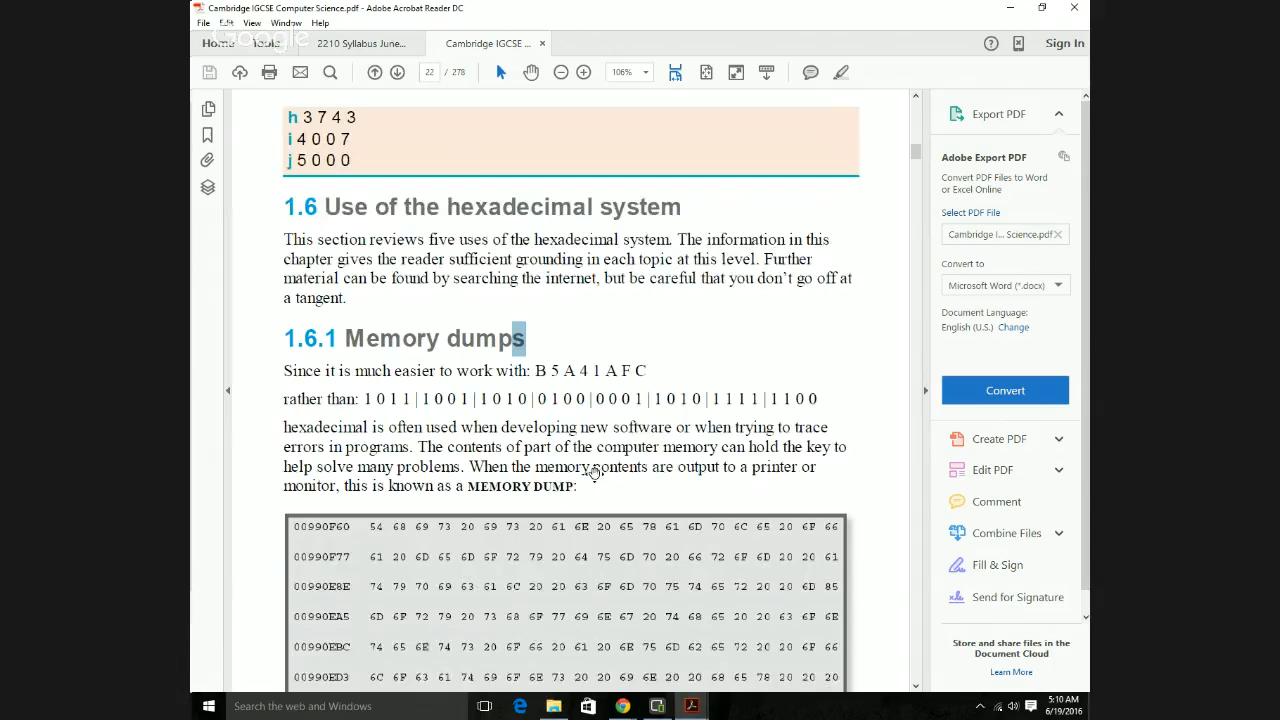 Cambridge IGCSE Computer Science.pdf - Adobe Acrobat Reader DC
File Edit View Window Help
Google
Home Tools 2210 Syllabus June... Cambridge IGCSE ... × Sign In
22 / 278 106%
h 3 7 4 3
i 4 0 0 7
j 5 0 0 0
1.6 Use of the hexadecimal system
This section reviews five uses of the hexadecimal system. The information in this
chapter gives the reader sufficient grounding in each topic at this level. Further
material can be found by searching the internet, but be careful that you don't go off at
a tangent.
1.6.1 Memory dumps
Since it is much easier to work with: B 5 A 4 1 A F C
rather than: 1 0 1 1 | 1 0 0 1 | 1 0 1 0 | 0 1 0 0 | 0 0 0 1 | 1 0 1 0 | 1 1 1 1 | 1 1 0 0
hexadecimal is often used when developing new software or when trying to trace
errors in programs. The contents of part of the computer memory can hold the key to
help solve many problems. When the memory contents are output to a printer or
monitor, this is known as a MEMORY DUMP:
00990F60 54 68 69 73 20 69 73 20 61 6E 20 65 78 61 6D 70 6C 65 20 6F 66
00990F77 61 20 6D 65 6D 6F 72 79 20 64 75 6D 70 20 66 72 6F 6D 20 20 61
00990E8E 74 79 70 69 63 61 6C 20 20 63 6F 6D 70 75 74 65 72 20 20 6D 85
00990EA5 6D 6F 72 79 20 73 68 6F 77 69 6E 67 20 74 68 65 20 20 63 6F 6E
00990EBC 74 65 6E 74 73 20 6F 66 20 61 20 6E 75 6D 62 65 72 20 20 6F 66
00990ED3 6C 6F 63 61 74 69 6F 6E 73 20 20 69 6E 20 20 68 65 78 20 20 20
Export PDF
Adobe Export PDF
Convert PDF Files to Word
or Excel Online
Select PDF File
Cambridge I... Science.pdf ×
Convert to
Microsoft Word (*.docx)
Document Language:
English (U.S.) Change
Convert
Create PDF
Edit PDF
Comment
Combine Files
Fill & Sign
Send for Signature
Store and share files in the
Document Cloud
Learn More
Search the web and Windows
5:10 AM
6/19/2016